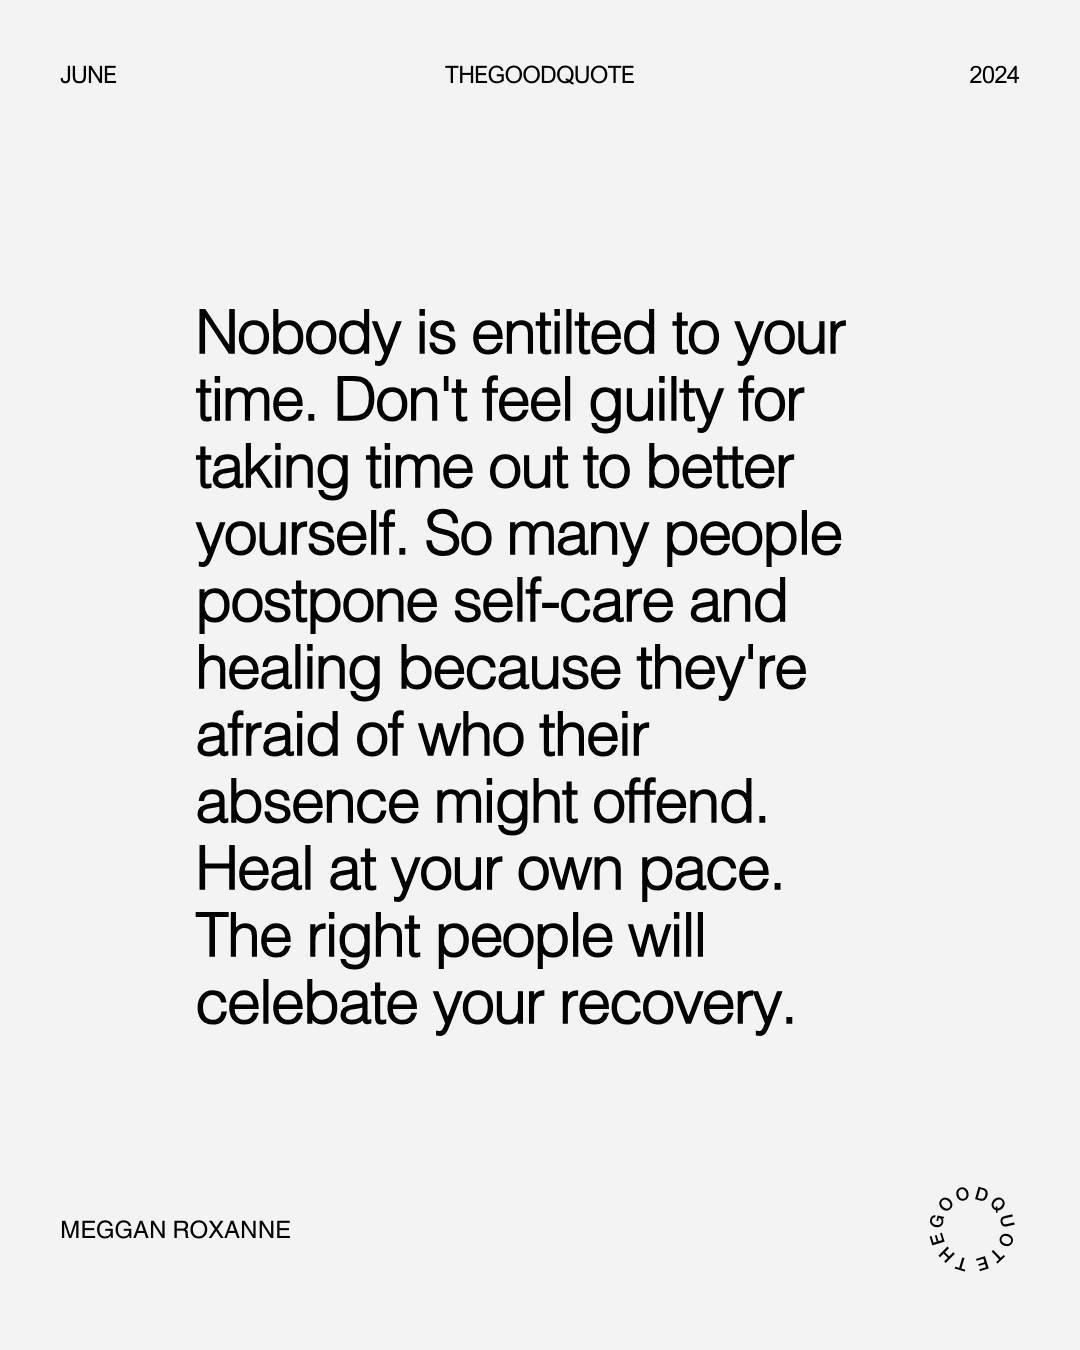 JUNE THEGOODQUOTE 2024
Nobody is entilted to your
time. Don't feel guilty for
taking time out to better
yourself. So many people
postpone self-care and
healing because they're
afraid of who their
absence might offend.
Heal at your own pace.
The right people will
celebate your recovery.
MEGGAN ROXANNE
THEGOODQUOTE